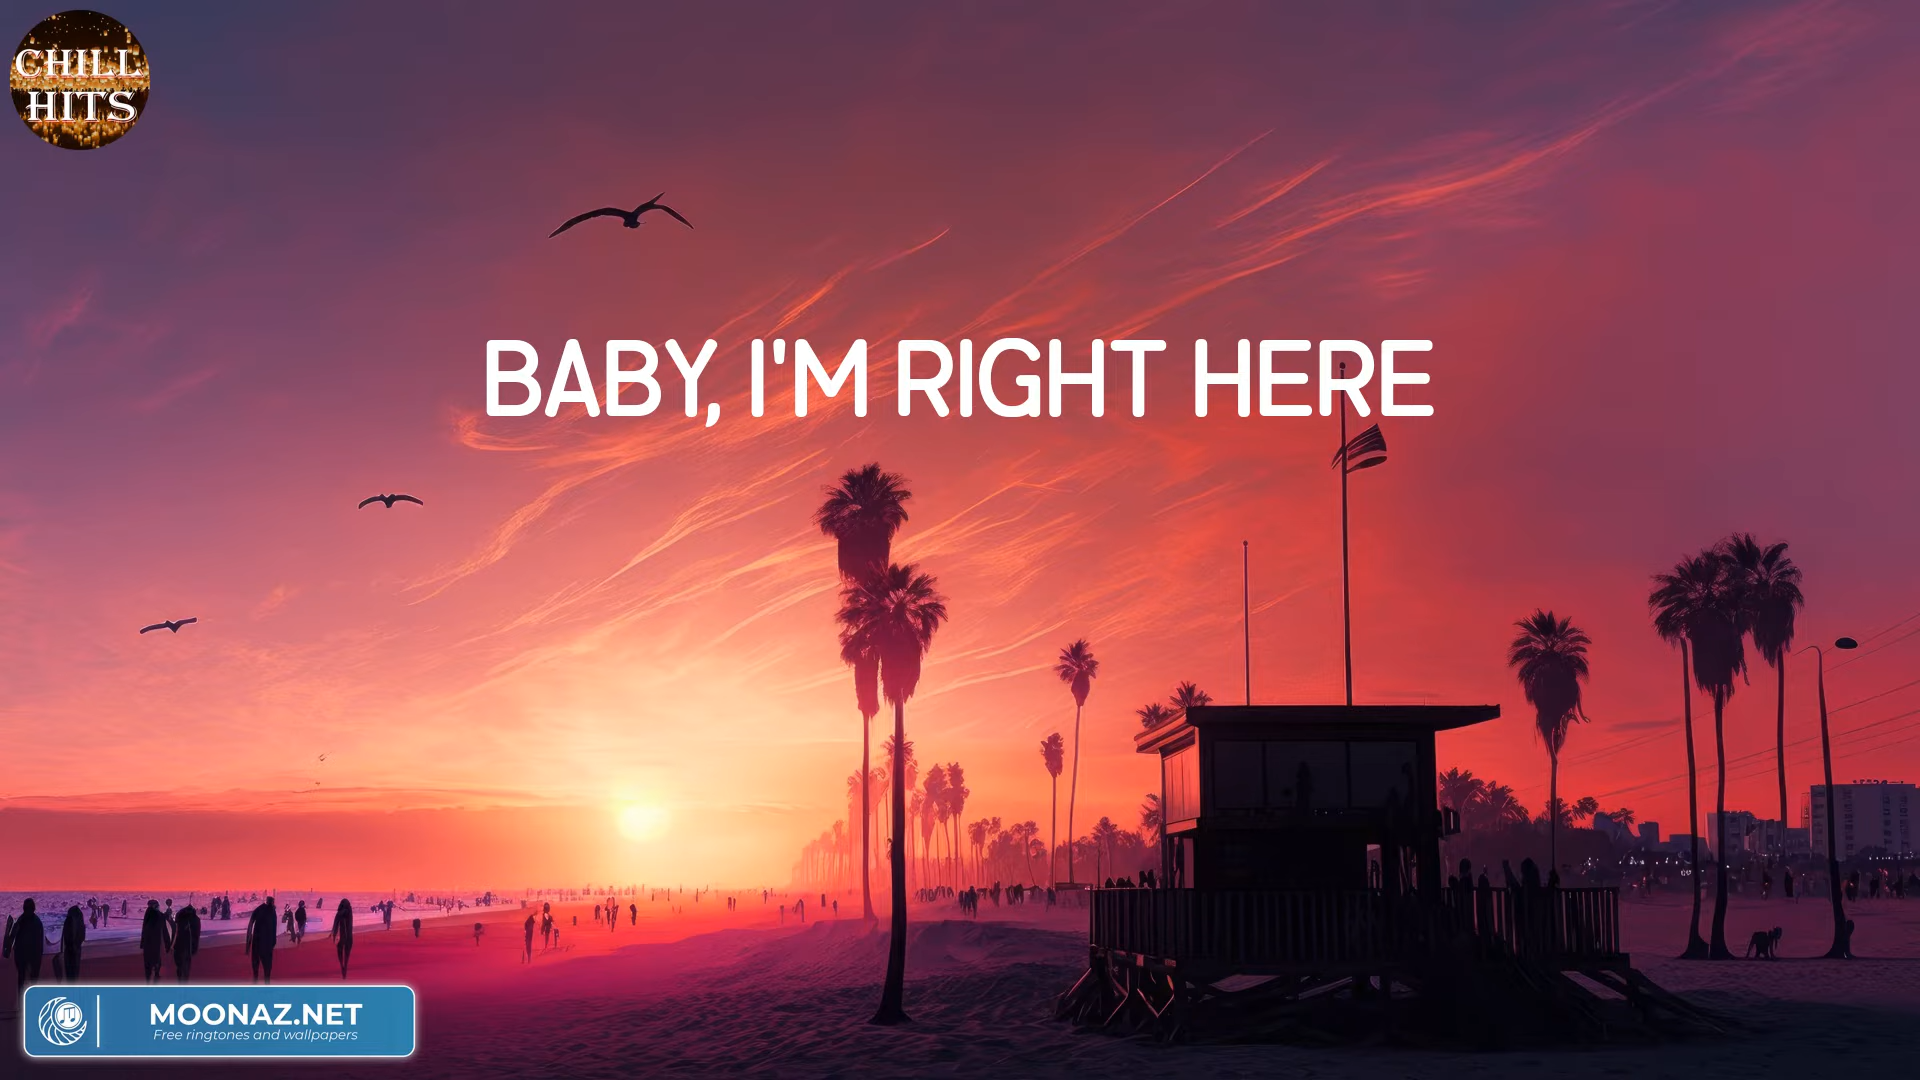 CHILL
HITS
BABY, I'M RIGHT HERE
MOONAZ.NET
Free ringtones and wallpapers